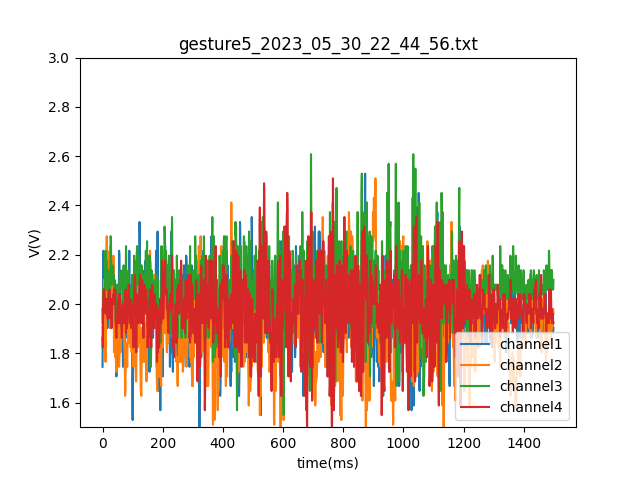 gesture5_2023_05_30_22_44_56.txt
3.0
2.8
2.6
2.4
2.2
2.0
1.8
1.6
V(V)
channel1
channel2
channel3
channel4
0 200 400 600 800 1000 1200 1400
time(ms)